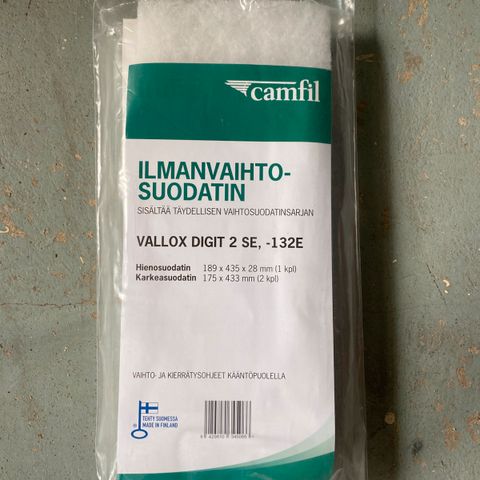 camfil
ILMANVAIHTO-
SUODATIN
SISÄLTÄÄ TÄYDELLISEN VAIHTOSUODATINSARJAN
VALLOX DIGIT 2 SE, -132E
Hienosuodatin 189 x 435 x 28 mm (1 kpl)
Karkeasuodatin 175 x 433 mm (2 kpl)
VAIHTO- JA KIERRÄTYSOHJEET KÄÄNTÖPUOLELLA
TEHTY SUOMESSA
MADE IN FINLAND